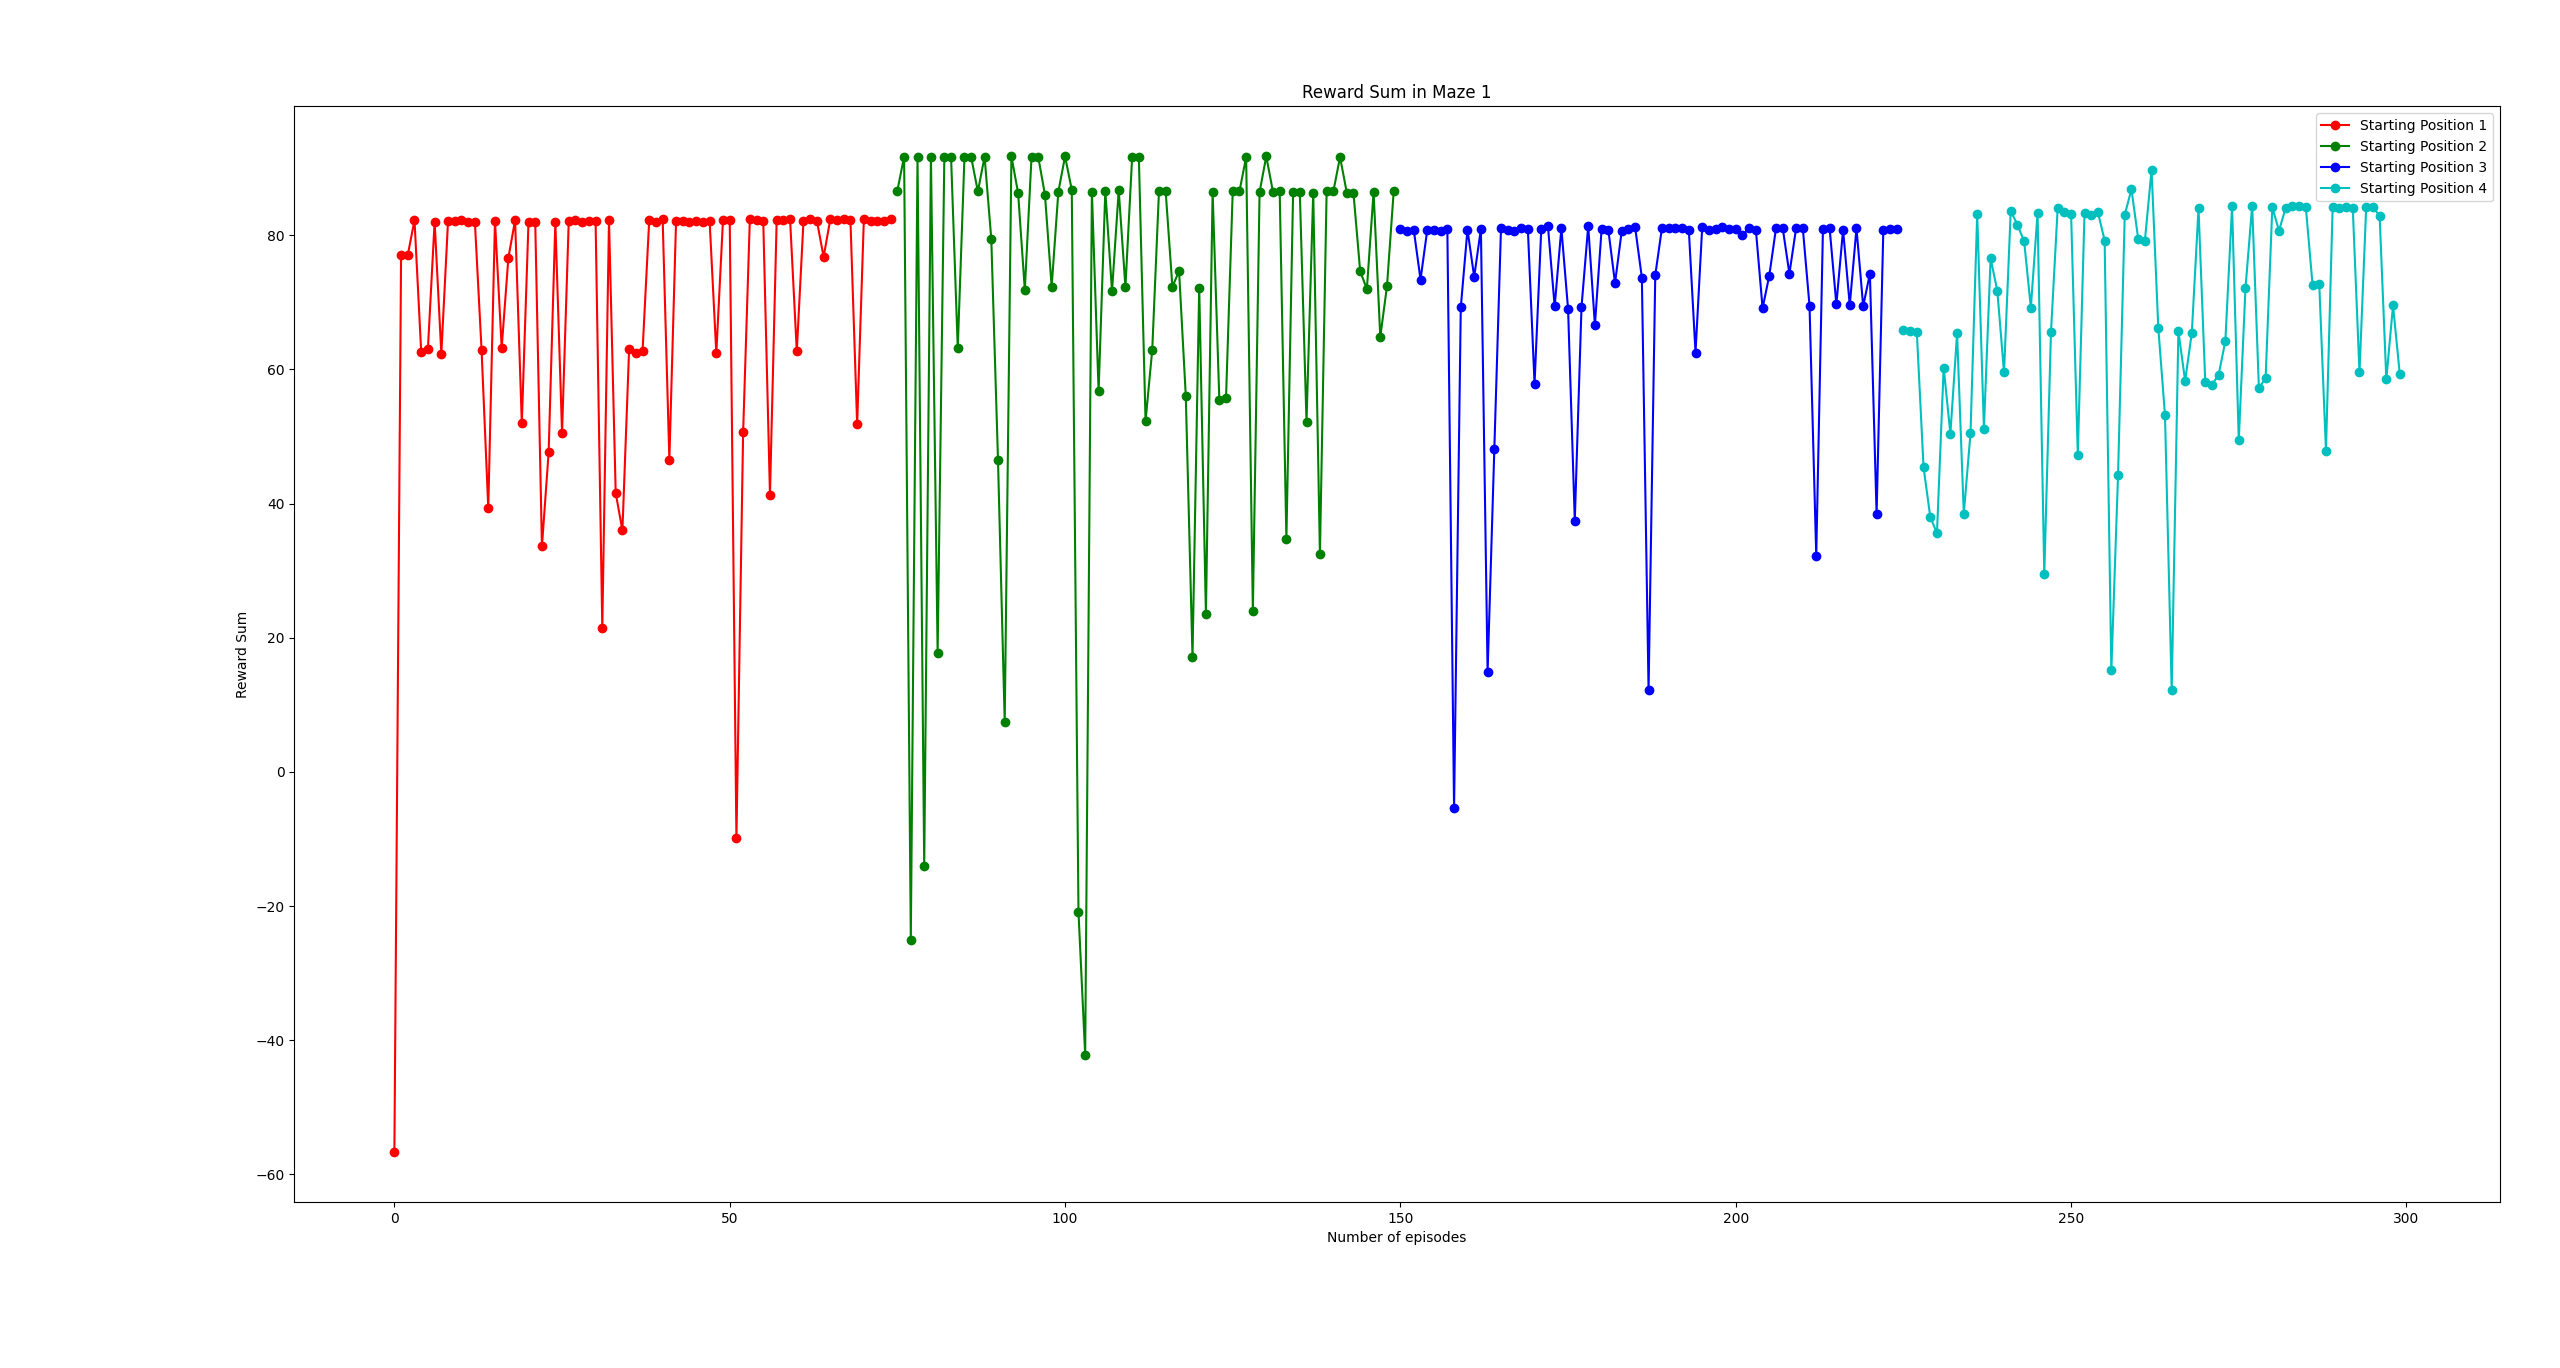 Reward Sum in Maze 1
Starting Position 1
Starting Position 2
Starting Position 3
Starting Position 4
Reward Sum
80
60
40
20
0
−20
−40
−60
0 50 100 150 200 250 300
Number of episodes